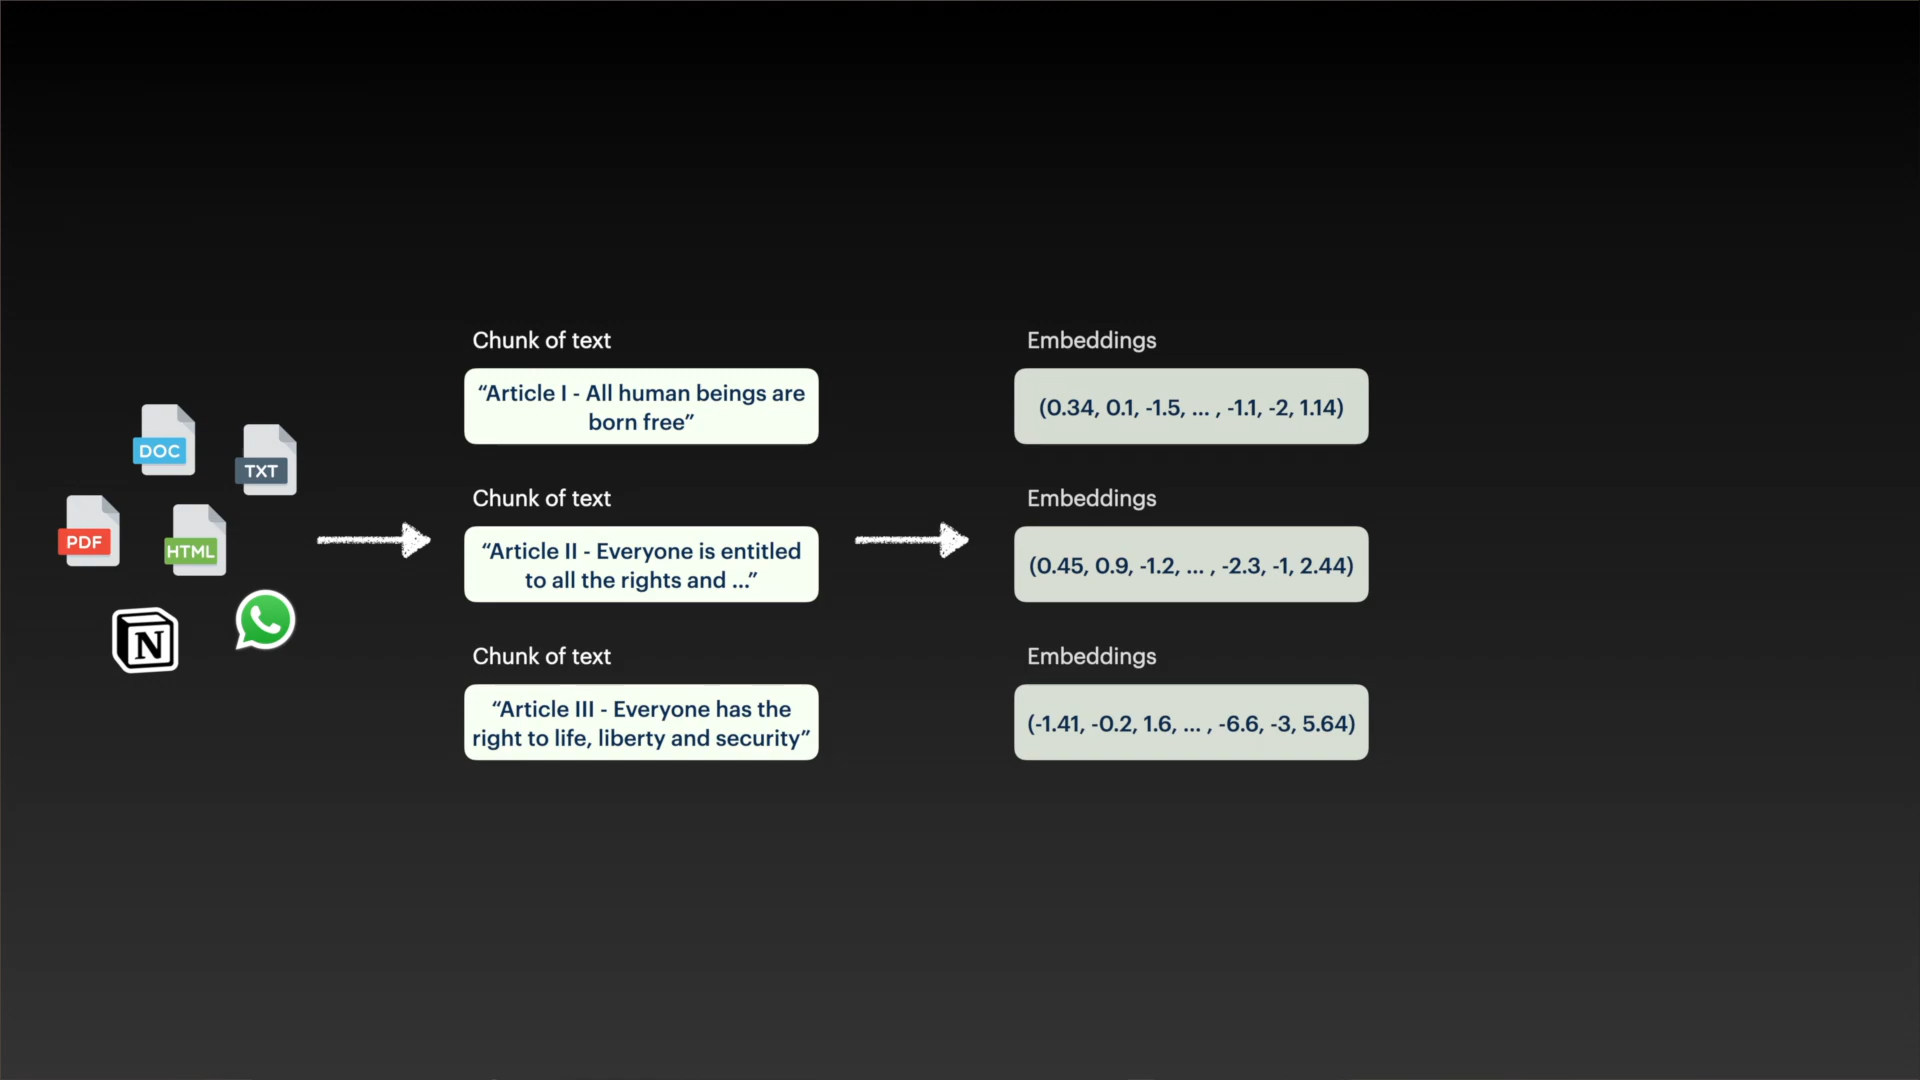 DOC
TXT
PDF
HTML
N
Chunk of text
“Article I - All human beings are
born free”
Chunk of text
“Article II - Everyone is entitled
to all the rights and ...”
Chunk of text
“Article III - Everyone has the
right to life, liberty and security”
Embeddings
(0.34, 0.1, -1.5, ... , -1.1, -2, 1.14)
Embeddings
(0.45, 0.9, -1.2, ... , -2.3, -1, 2.44)
Embeddings
(-1.41, -0.2, 1.6, ... , -6.6, -3, 5.64)